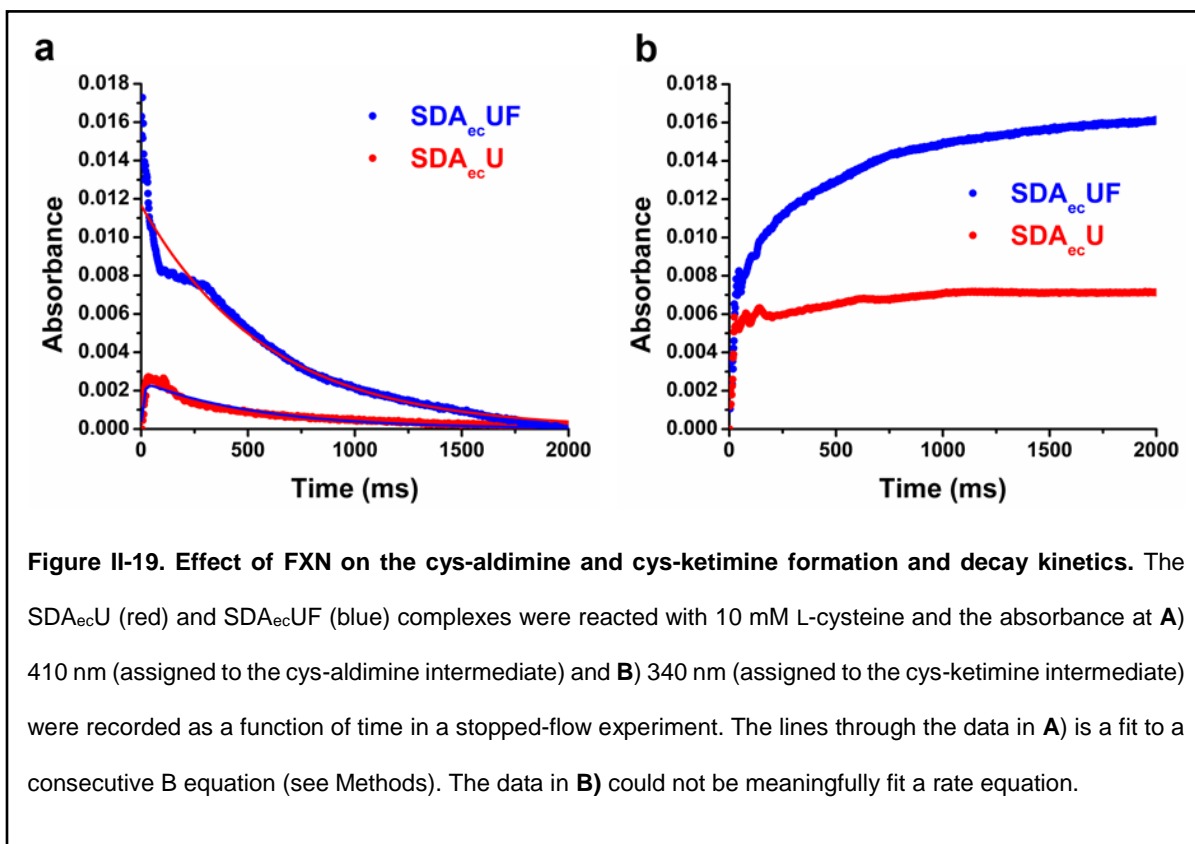 a
b
0.018
0.016
0.014
0.012
0.010
0.008
0.006
0.004
0.002
0.000
Absorbance
SDAecUF
SDAecU
0 500 1000 1500 2000
Time (ms)
0.018
0.016
0.014
0.012
0.010
0.008
0.006
0.004
0.002
0.000
Absorbance
SDAecUF
SDAecU
0 500 1000 1500 2000
Time (ms)
Figure II-19. Effect of FXN on the cys-aldimine and cys-ketimine formation and decay kinetics. The
SDAecU (red) and SDAecUF (blue) complexes were reacted with 10 mM L-cysteine and the absorbance at A)
410 nm (assigned to the cys-aldimine intermediate) and B) 340 nm (assigned to the cys-ketimine intermediate)
were recorded as a function of time in a stopped-flow experiment. The lines through the data in A) is a fit to a
consecutive B equation (see Methods). The data in B) could not be meaningfully fit a rate equation.